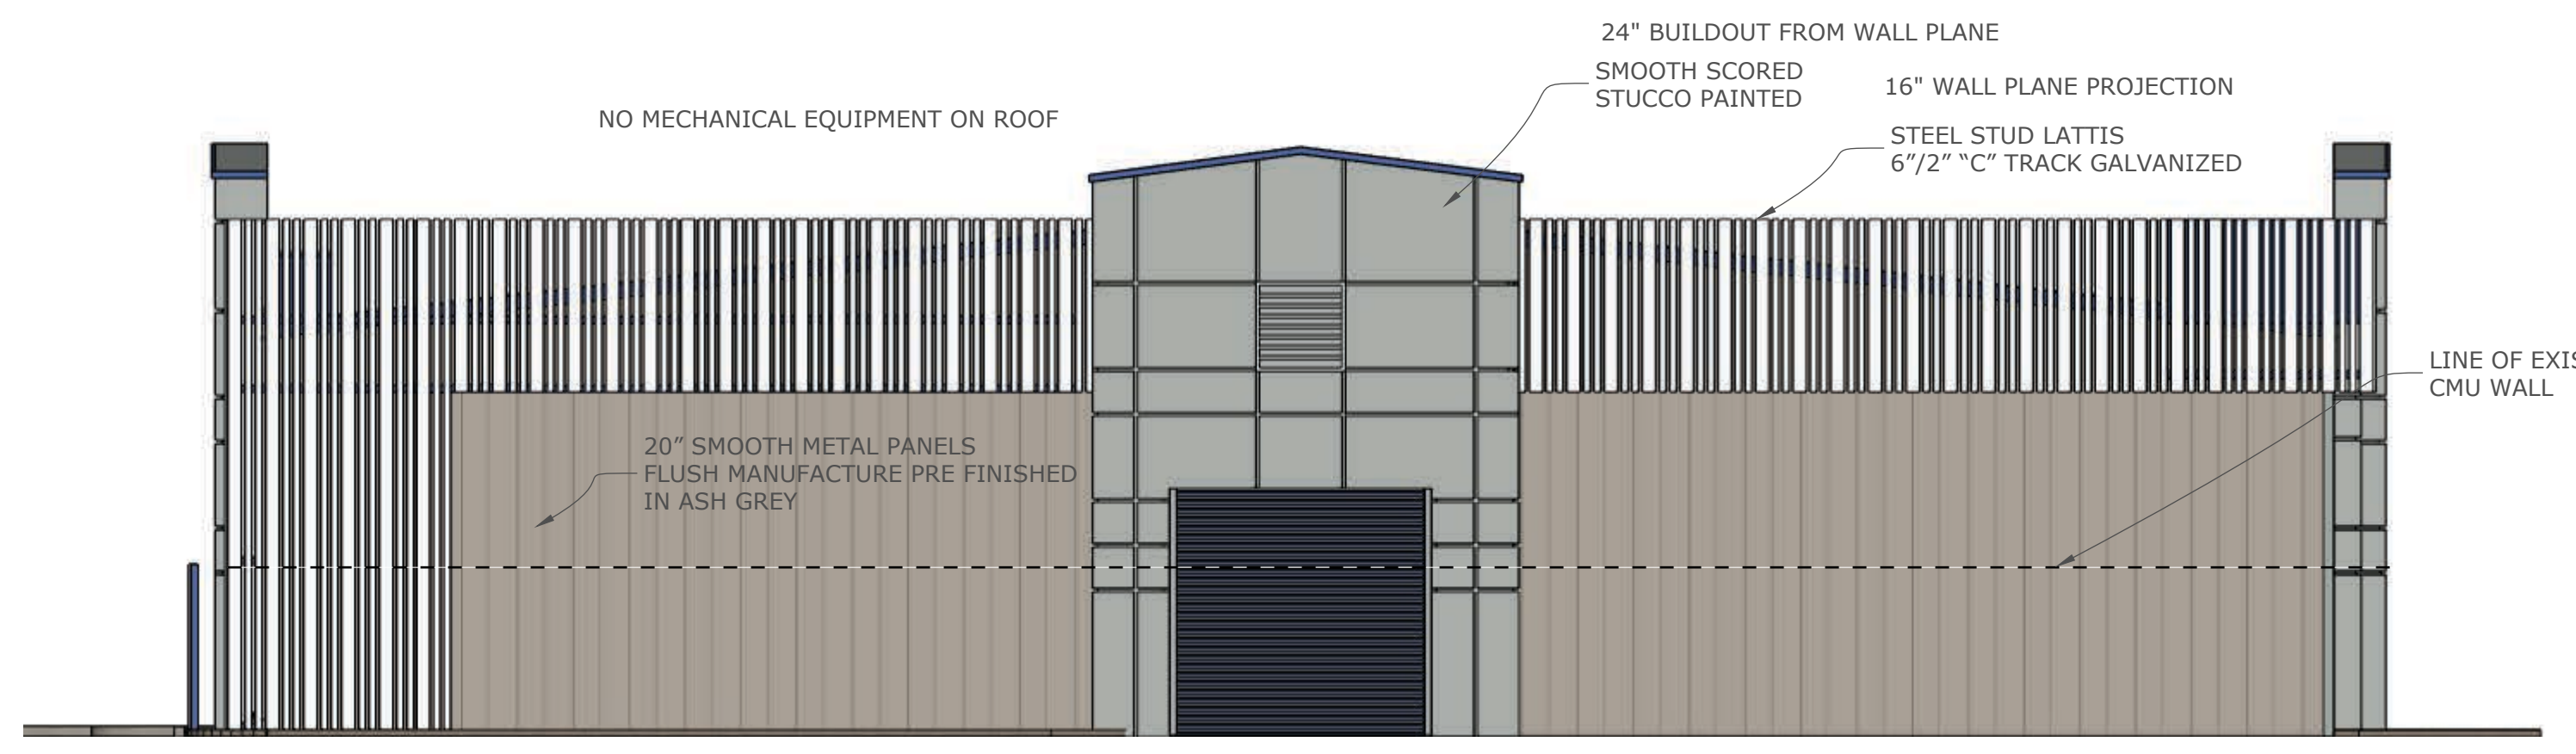 24" BUILDOUT FROM WALL PLANE
SMOOTH SCORED
STUCCO PAINTED
16" WALL PLANE PROJECTION
NO MECHANICAL EQUIPMENT ON ROOF
STEEL STUD LATTIS
6″/2” “C” TRACK GALVANIZED
LINE OF
CMU WALL
20” SMOOTH METAL PANELS
FLUSH MANUFACTURE PRE FINISHED
IN ASH GREY